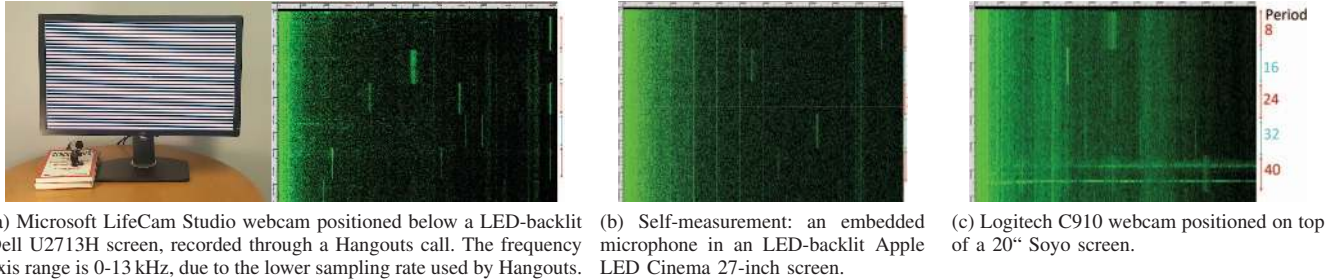 Period
8
16
24
32
40
a) Microsoft LifeCam Studio webcam positioned below a LED-backlit
Dell U2713H screen, recorded through a Hangouts call. The frequency
axis range is 0-13 kHz, due to the lower sampling rate used by Hangouts.
(b) Self-measurement: an embedded
microphone in an LED-backlit Apple
LED Cinema 27-inch screen.
(c) Logitech C910 webcam positioned on top
of a 20“ Soyo screen.